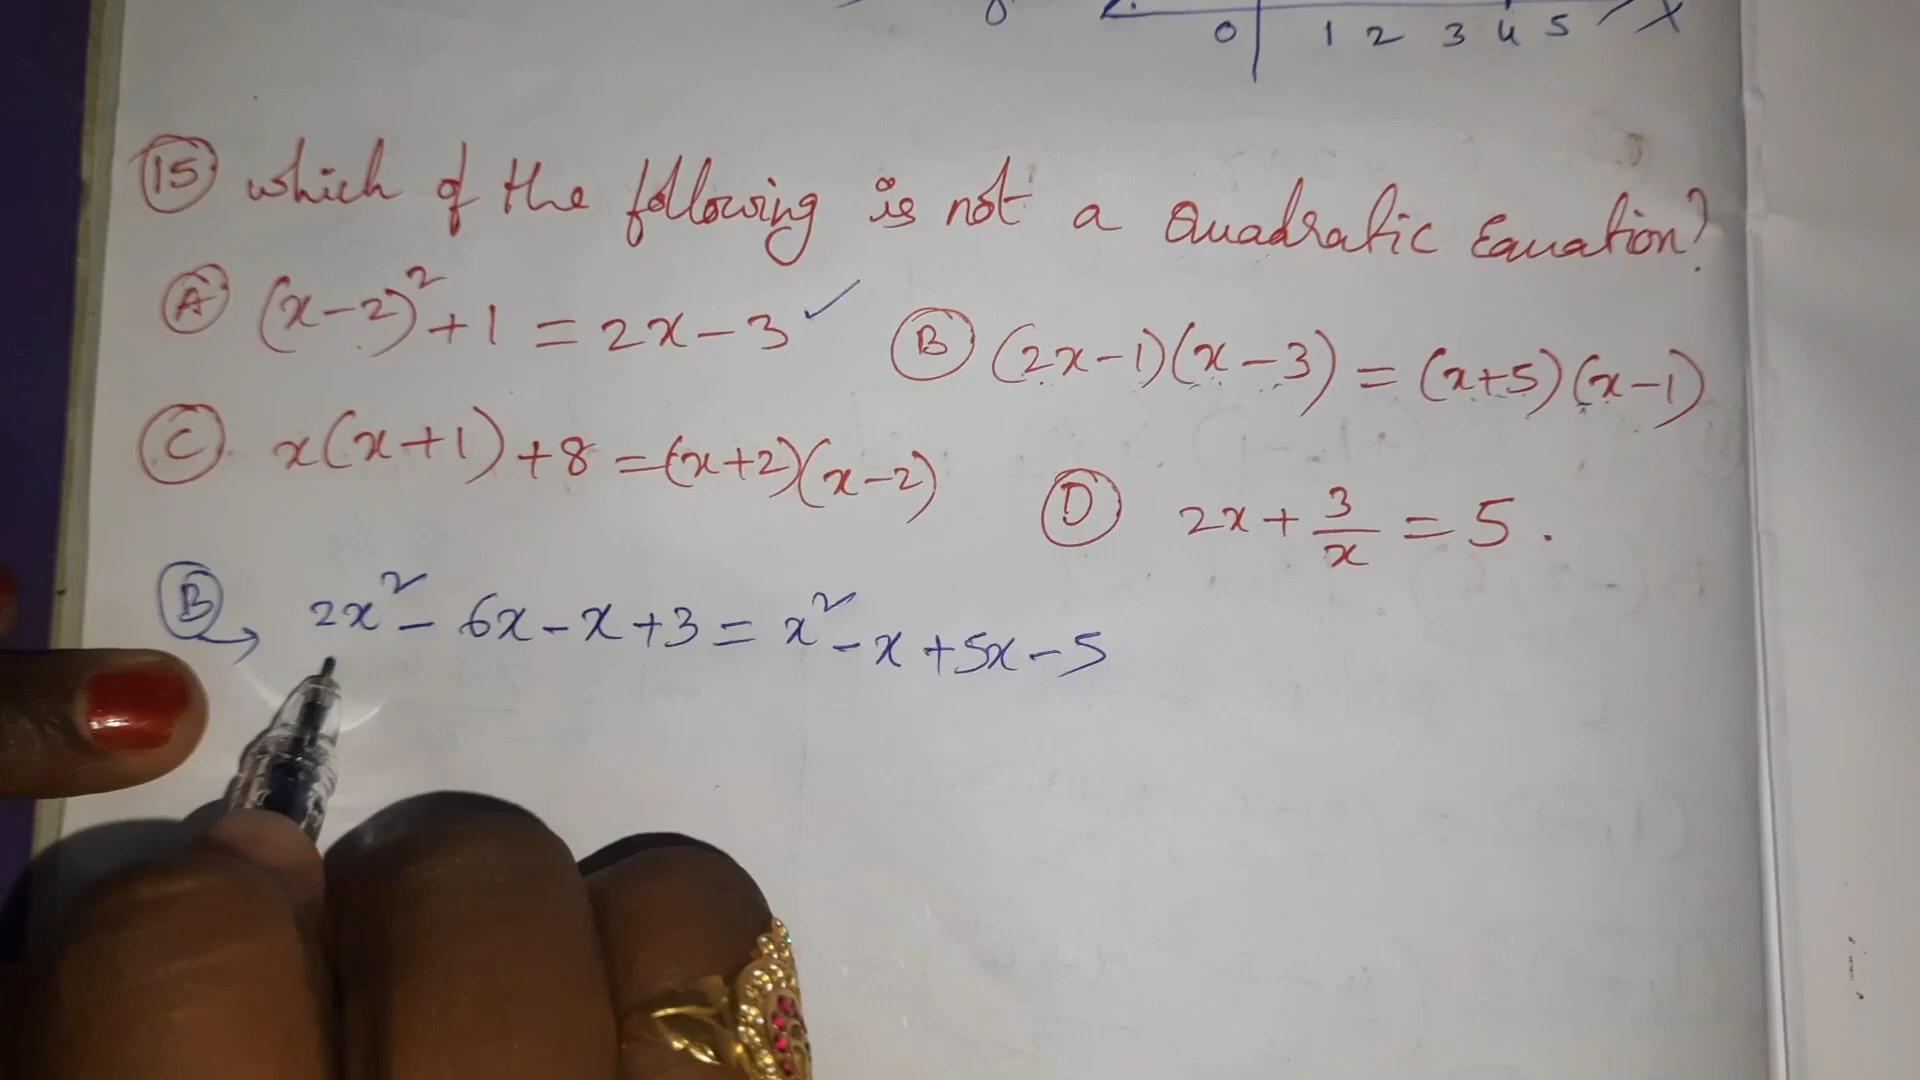 0 0 1 2 3 4 5 X
15 which of the following is not a Quadratic Equation?
A (x-2)²+1 = 2x-3 ✓ B (2x-1)(x-3) = (x+5)(x-1)
C x(x+1)+8 = (x+2)(x-2) D 2x + 3/x = 5.
B → 2x² - 6x - x + 3 = x² - x + 5x - 5